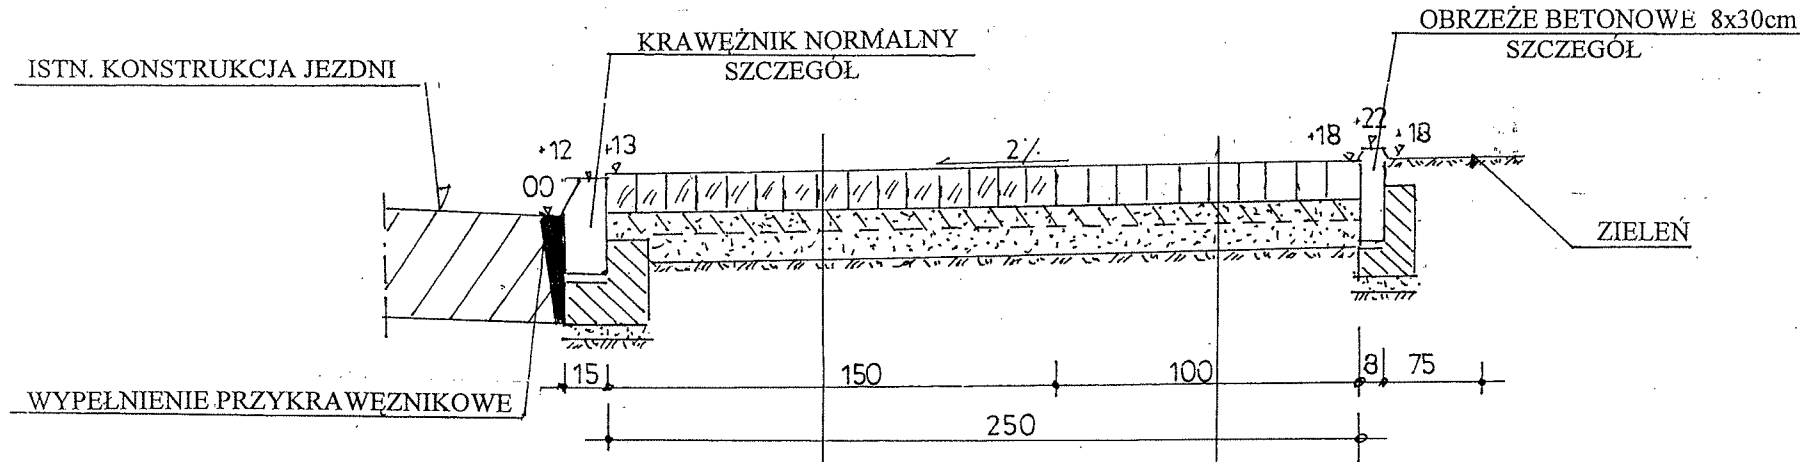 OBRZEŻE BETONOWE 8x30cm
SZCZEGÓŁ
KRAWĘŻNIK NORMALNY
SZCZEGÓŁ
ISTN. KONSTRUKCJA JEZDNI
+22
+18
+18
+12
+13
2%
00
ZIELEŃ
15
150
100
8
75
WYPEŁNIENIE PRZYKRAWĘZNIKOWE
250